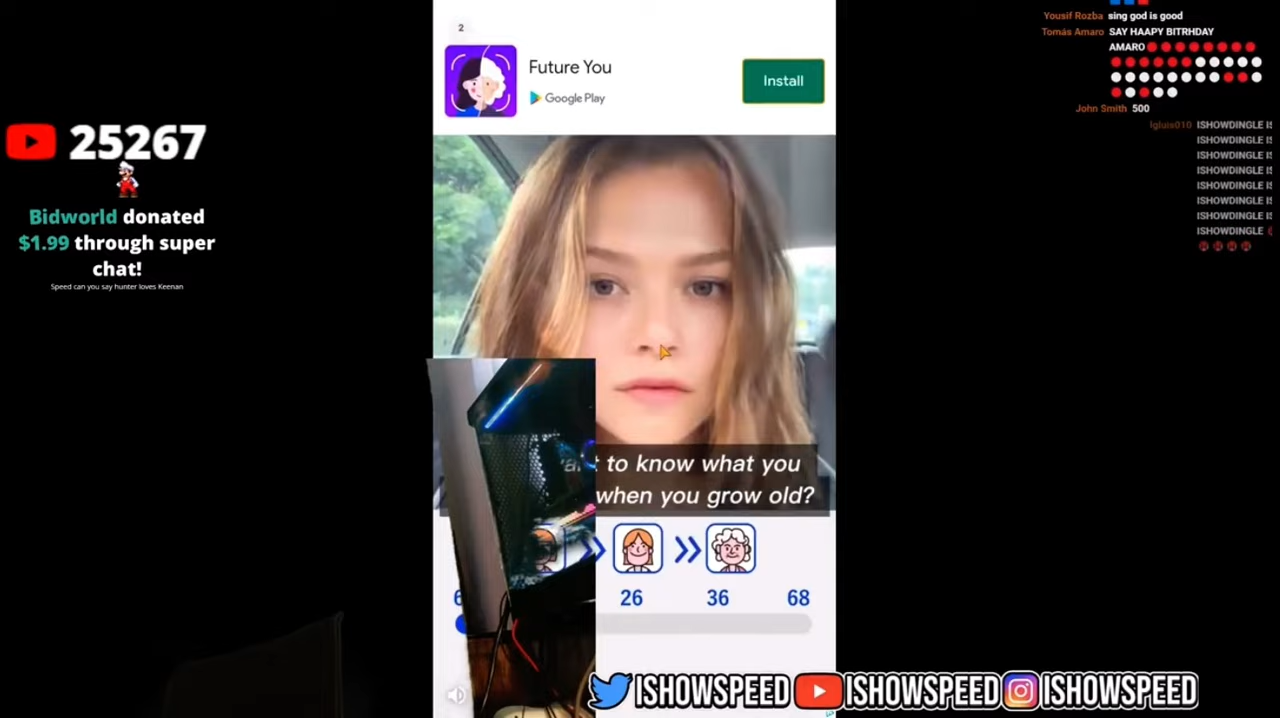 25267
Bidworld donated
$1.99 through super
chat!
Speed can you say hunter loves Keenan
2
Future You
Google Play
Install
to know what you
when you grow old?
26
36
68
Yousif Rozba sing god is good
Tomás Amaro SAY HAAPY BITRHDAY
AMARO
John Smith 500
lgluis010 ISHOWDINGLE
ISHOWDINGLE
ISHOWDINGLE
ISHOWDINGLE
ISHOWDINGLE
ISHOWDINGLE
ISHOWDINGLE
ISHOWDINGLE
ISHOWSPEED ISHOWSPEED ISHOWSPEED